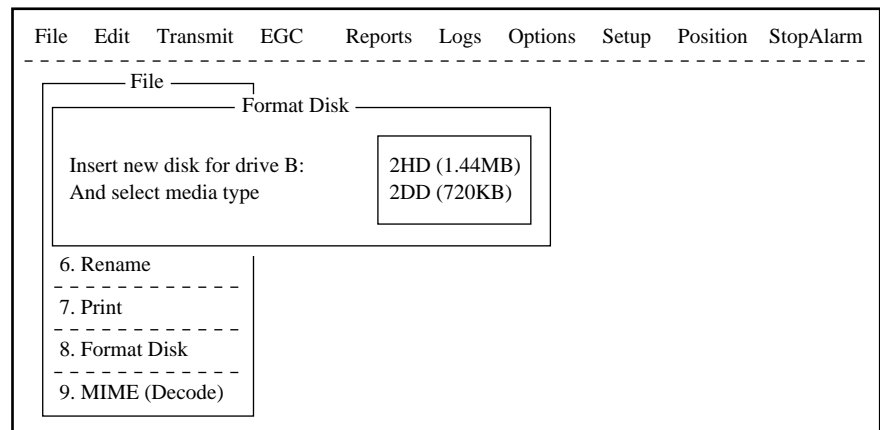 File Edit Transmit EGC Reports Logs Options Setup Position StopAlarm
File
Format Disk
Insert new disk for drive B:
And select media type
2HD (1.44MB)
2DD (720KB)
6. Rename
7. Print
8. Format Disk
9. MIME (Decode)